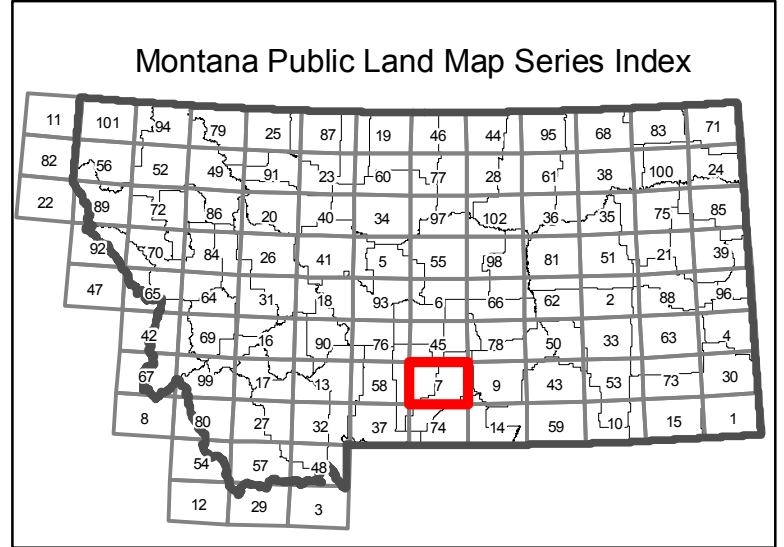 Montana Public Land Map Series Index
11 101 94 79 25 87 19 46 44 95 68 83 71
82 56 52 49 91 23 60 77 28 61 38 100 24
22 89 72 86 20 40 34 97 102 36 35 75 85
92 70 84 26 41 5 55 98 81 51 21 39
47 65 64 31 18 93 6 66 62 2 88 96
42 69 16 90 76 45 78 50 33 63 4
67 99 17 13 58 7 9 43 53 73 30
8 80 27 32 37 74 14 59 10 15 1
54 57 48
12 29 3